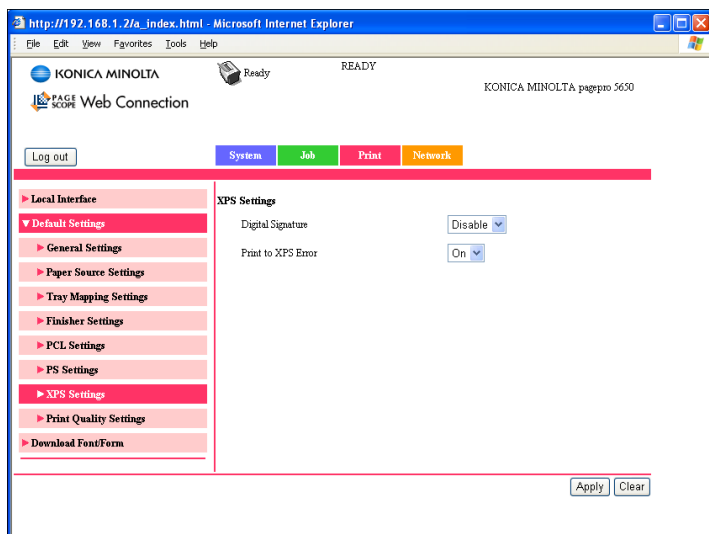 http://192.168.1.2/a_index.html - Microsoft Internet Explorer
File Edit View Favorites Tools Help
KONICA MINOLTA
Ready
READY
KONICA MINOLTA pagepro 5650
PAGE SCOPE Web Connection
Log out
System Job Print Network
Local Interface
Default Settings
General Settings
Paper Source Settings
Tray Mapping Settings
Finisher Settings
PCL Settings
PS Settings
XPS Settings
Print Quality Settings
Download Font/Form
XPS Settings
Digital Signature Disable
Print to XPS Error On
Apply Clear